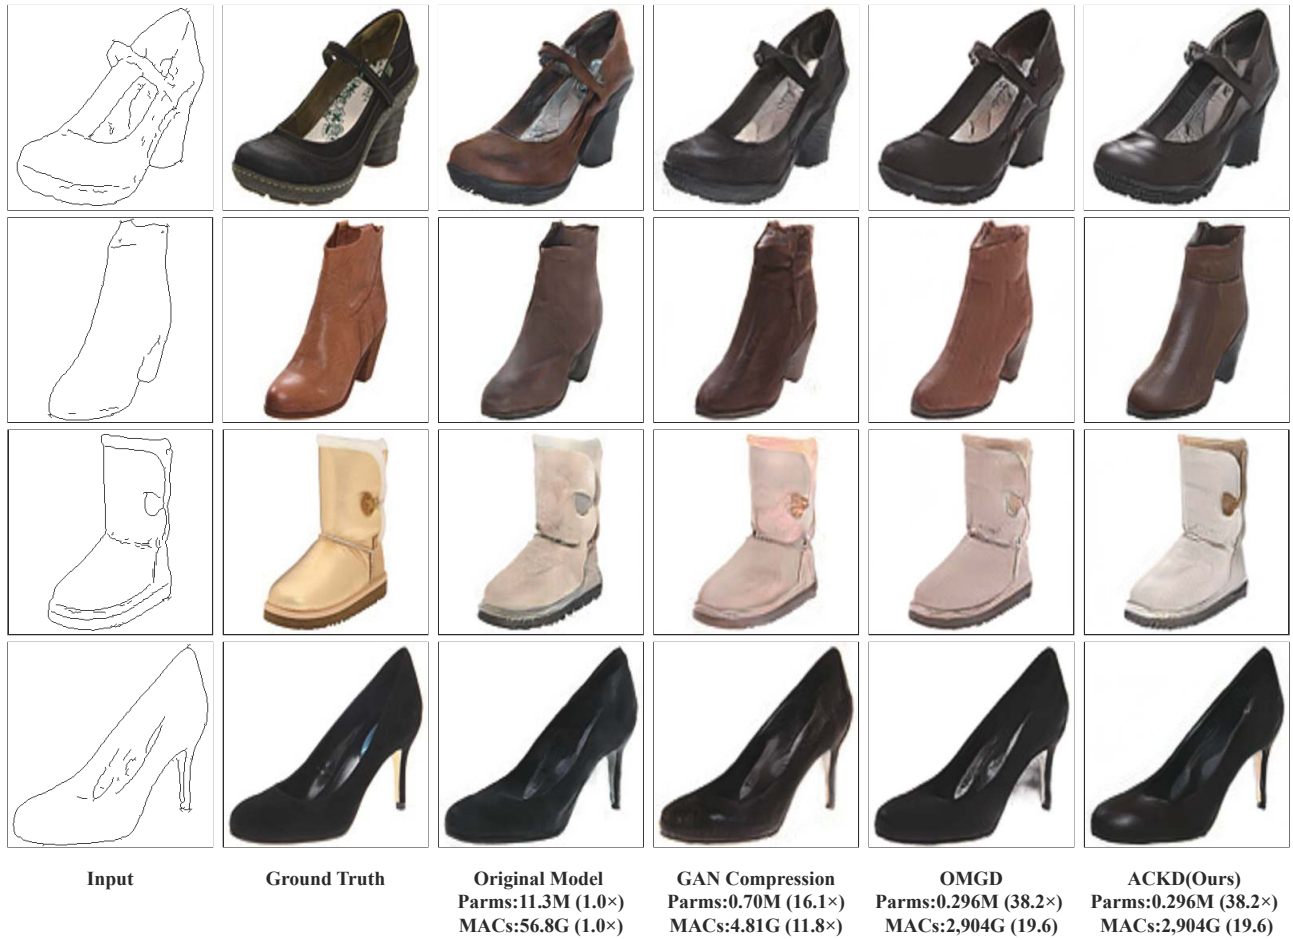 Input
Ground Truth
Original Model
Parms:11.3M (1.0×)
MACs:56.8G (1.0×)
GAN Compression
Parms:0.70M (16.1×)
MACs:4.81G (11.8×)
OMGD
Parms:0.296M (38.2×)
MACs:2,904G (19.6)
ACKD(Ours)
Parms:0.296M (38.2×)
MACs:2,904G (19.6)